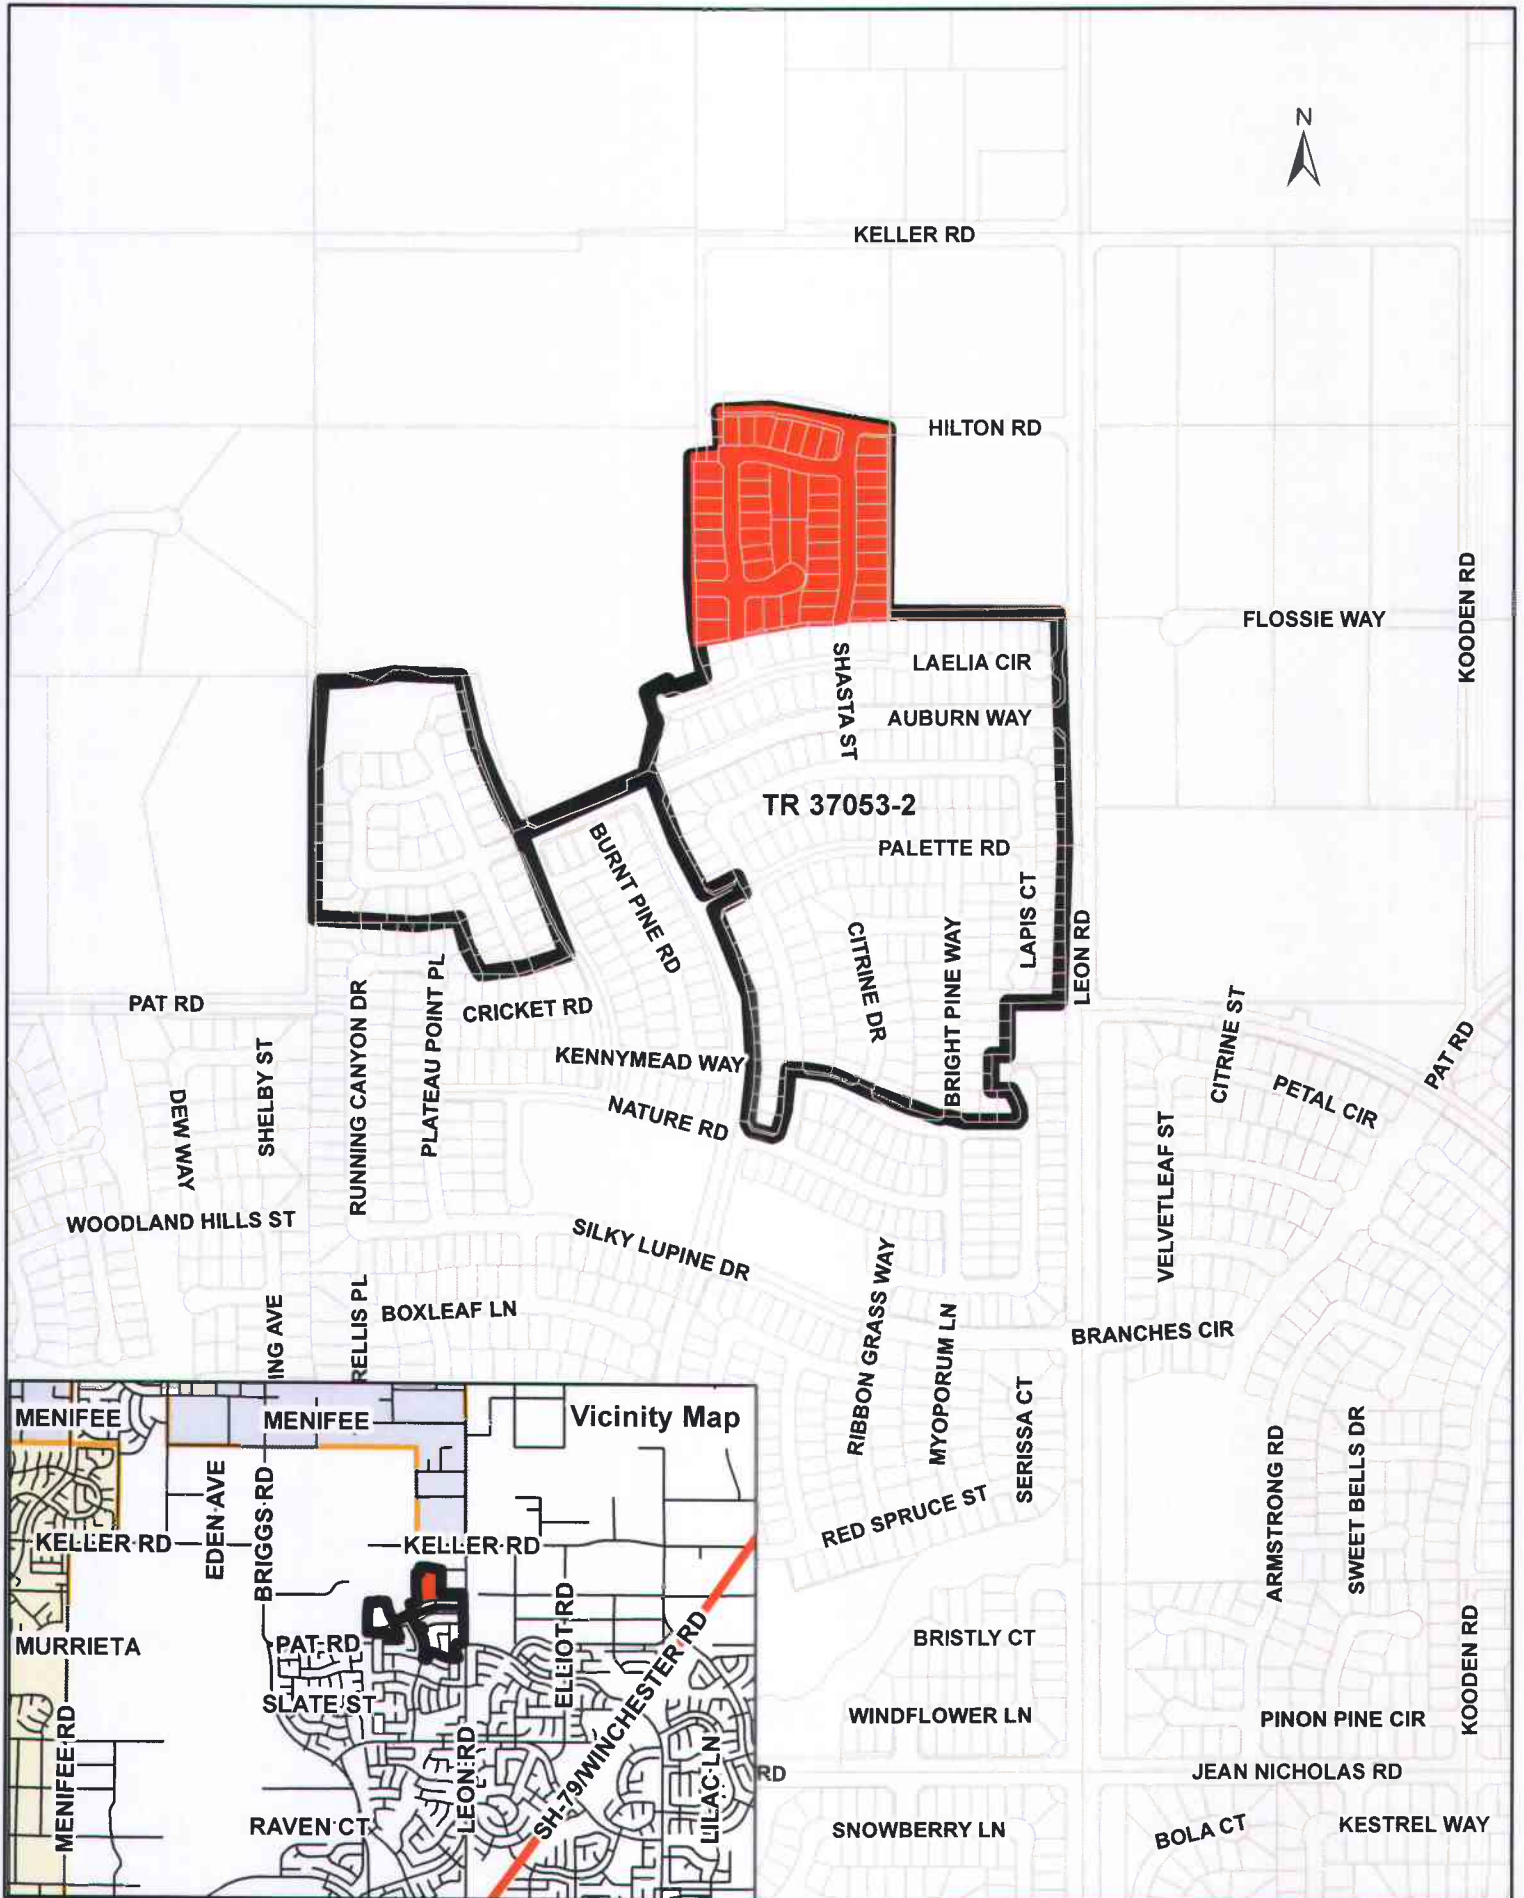 N
KELLER RD
HILTON RD
FLOSSIE WAY
KOODEN RD
LAELIA CIR
SHASTA ST
AUBURN WAY
TR 37053-2
PALETTE RD
BURNT PINE RD
LAPIS CT
CITRINE DR
BRIGHT PINE WAY
LEON RD
PAT RD
RUNNING CANYON DR
PLATEAU POINT PL
CRICKET RD
CITRINE ST
PAT RD
SHELBY ST
KENNYMEAD WAY
DEW WAY
NATURE RD
PETAL CIR
VELVETLEAF ST
WOODLAND HILLS ST
SILKY LUPINE DR
RIBBON GRASS WAY
ING AVE
RELLIS PL
BOXLEAF LN
MYOPORUM LN
BRANCHES CIR
SERISSA CT
ARMSTRONG RD
SWEET BELLS DR
RED SPRUCE ST
BRISTLY CT
KOODEN RD
WINDFLOWER LN
PINON PINE CIR
RD
JEAN NICHOLAS RD
SNOWBERRY LN
BOLA CT
KESTREL WAY
MENIFEE
MENIFEE
Vicinity Map
EDEN AVE
BRIGGS RD
KELLER RD
KELLER RD
ELLIOT RD
MURRIETA
PAT RD
SLATE ST
SH-79/WINCHESTER RD
MENIFEE RD
LEON RD
LILAC LN
RAVEN CT